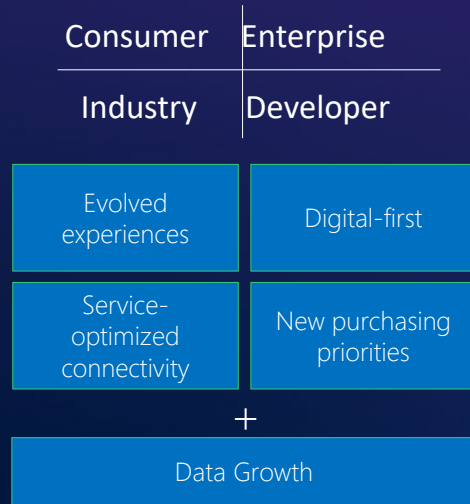 Consumer Enterprise
Industry Developer
Evolved
experiences
Digital-first
Service-
optimized
connectivity
New purchasing
priorities
+
Data Growth